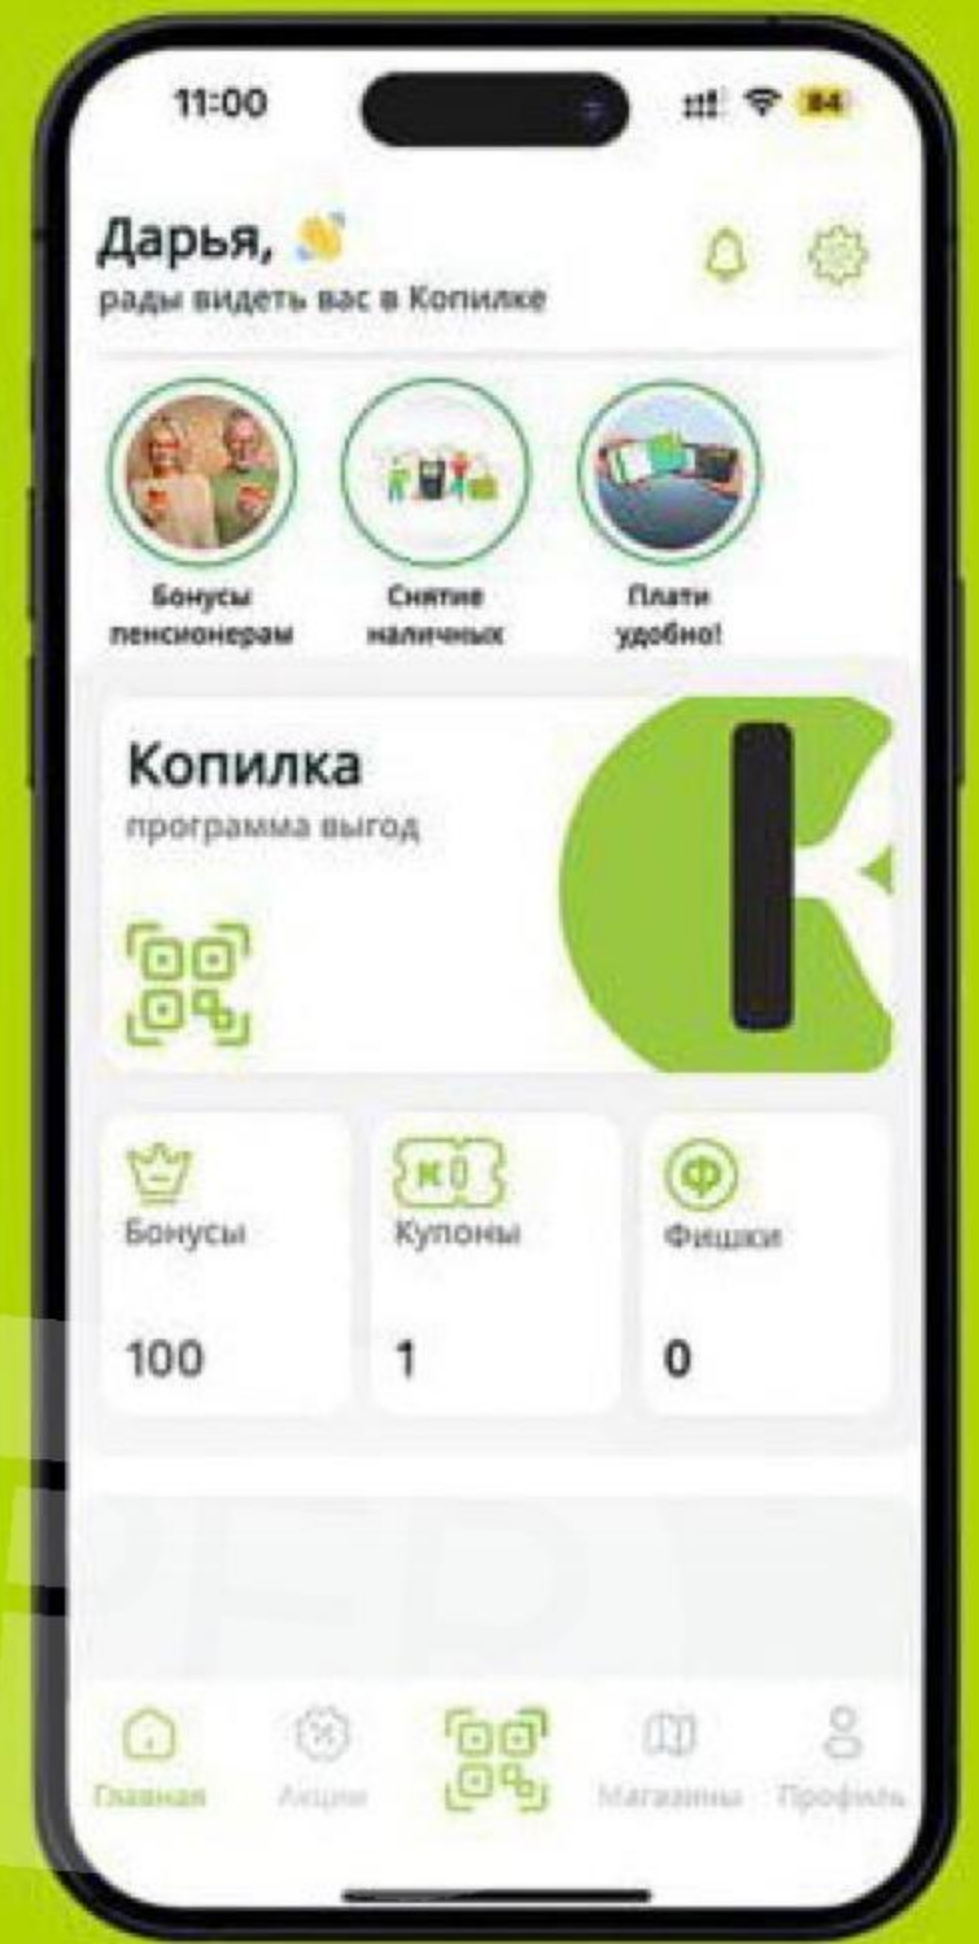 11:00
84
Дарья, 👋
рады видеть вас в Копилке
Бонусы
пенсионерам
Снятие
наличных
Плати
удобно!
Копилка
программа выгод
Бонусы
Купоны
Фишки
100
1
0
Главная
Акции
Магазины
Профиль